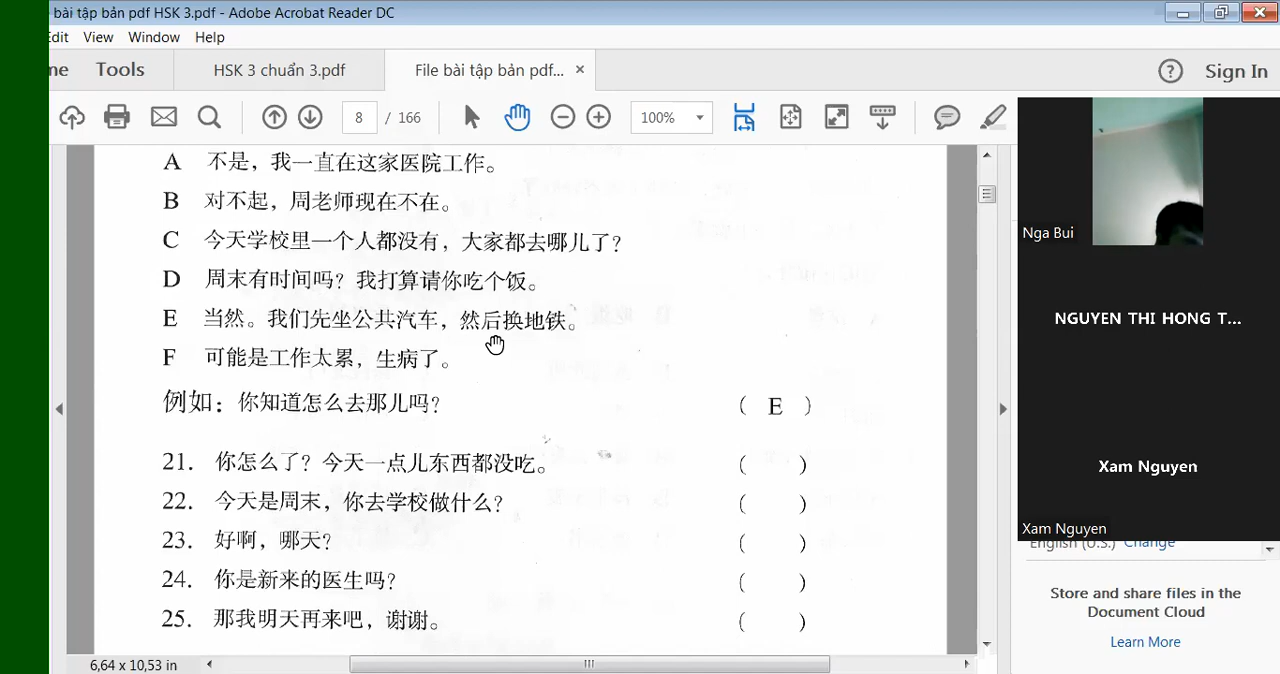 bài tập bản pdf HSK 3.pdf - Adobe Acrobat Reader DC
Edit View Window Help
me Tools HSK 3 chuẩn 3.pdf File bài tập bản pdf... × ? Sign In
8 / 166 100%
A 不是，我一直在这家医院工作。
B 对不起，周老师现在不在。
C 今天学校里一个人都没有，大家都去哪儿了？
D 周末有时间吗？我打算请你吃个饭。
E 当然。我们先坐公共汽车，然后换地铁。
F 可能是工作太累，生病了。
例如：你知道怎么去那儿吗？ （ E ）
21. 你怎么了？今天一点儿东西都没吃。 （ ）
22. 今天是周末，你去学校做什么？ （ ）
23. 好啊，哪天？ （ ）
24. 你是新来的医生吗？ （ ）
25. 那我明天再来吧，谢谢。 （ ）
6,64 x 10,53 in
Nga Bui
NGUYEN THI HONG T...
Xam Nguyen
Xam Nguyen
English (U.S.) Change
Store and share files in the
Document Cloud
Learn More